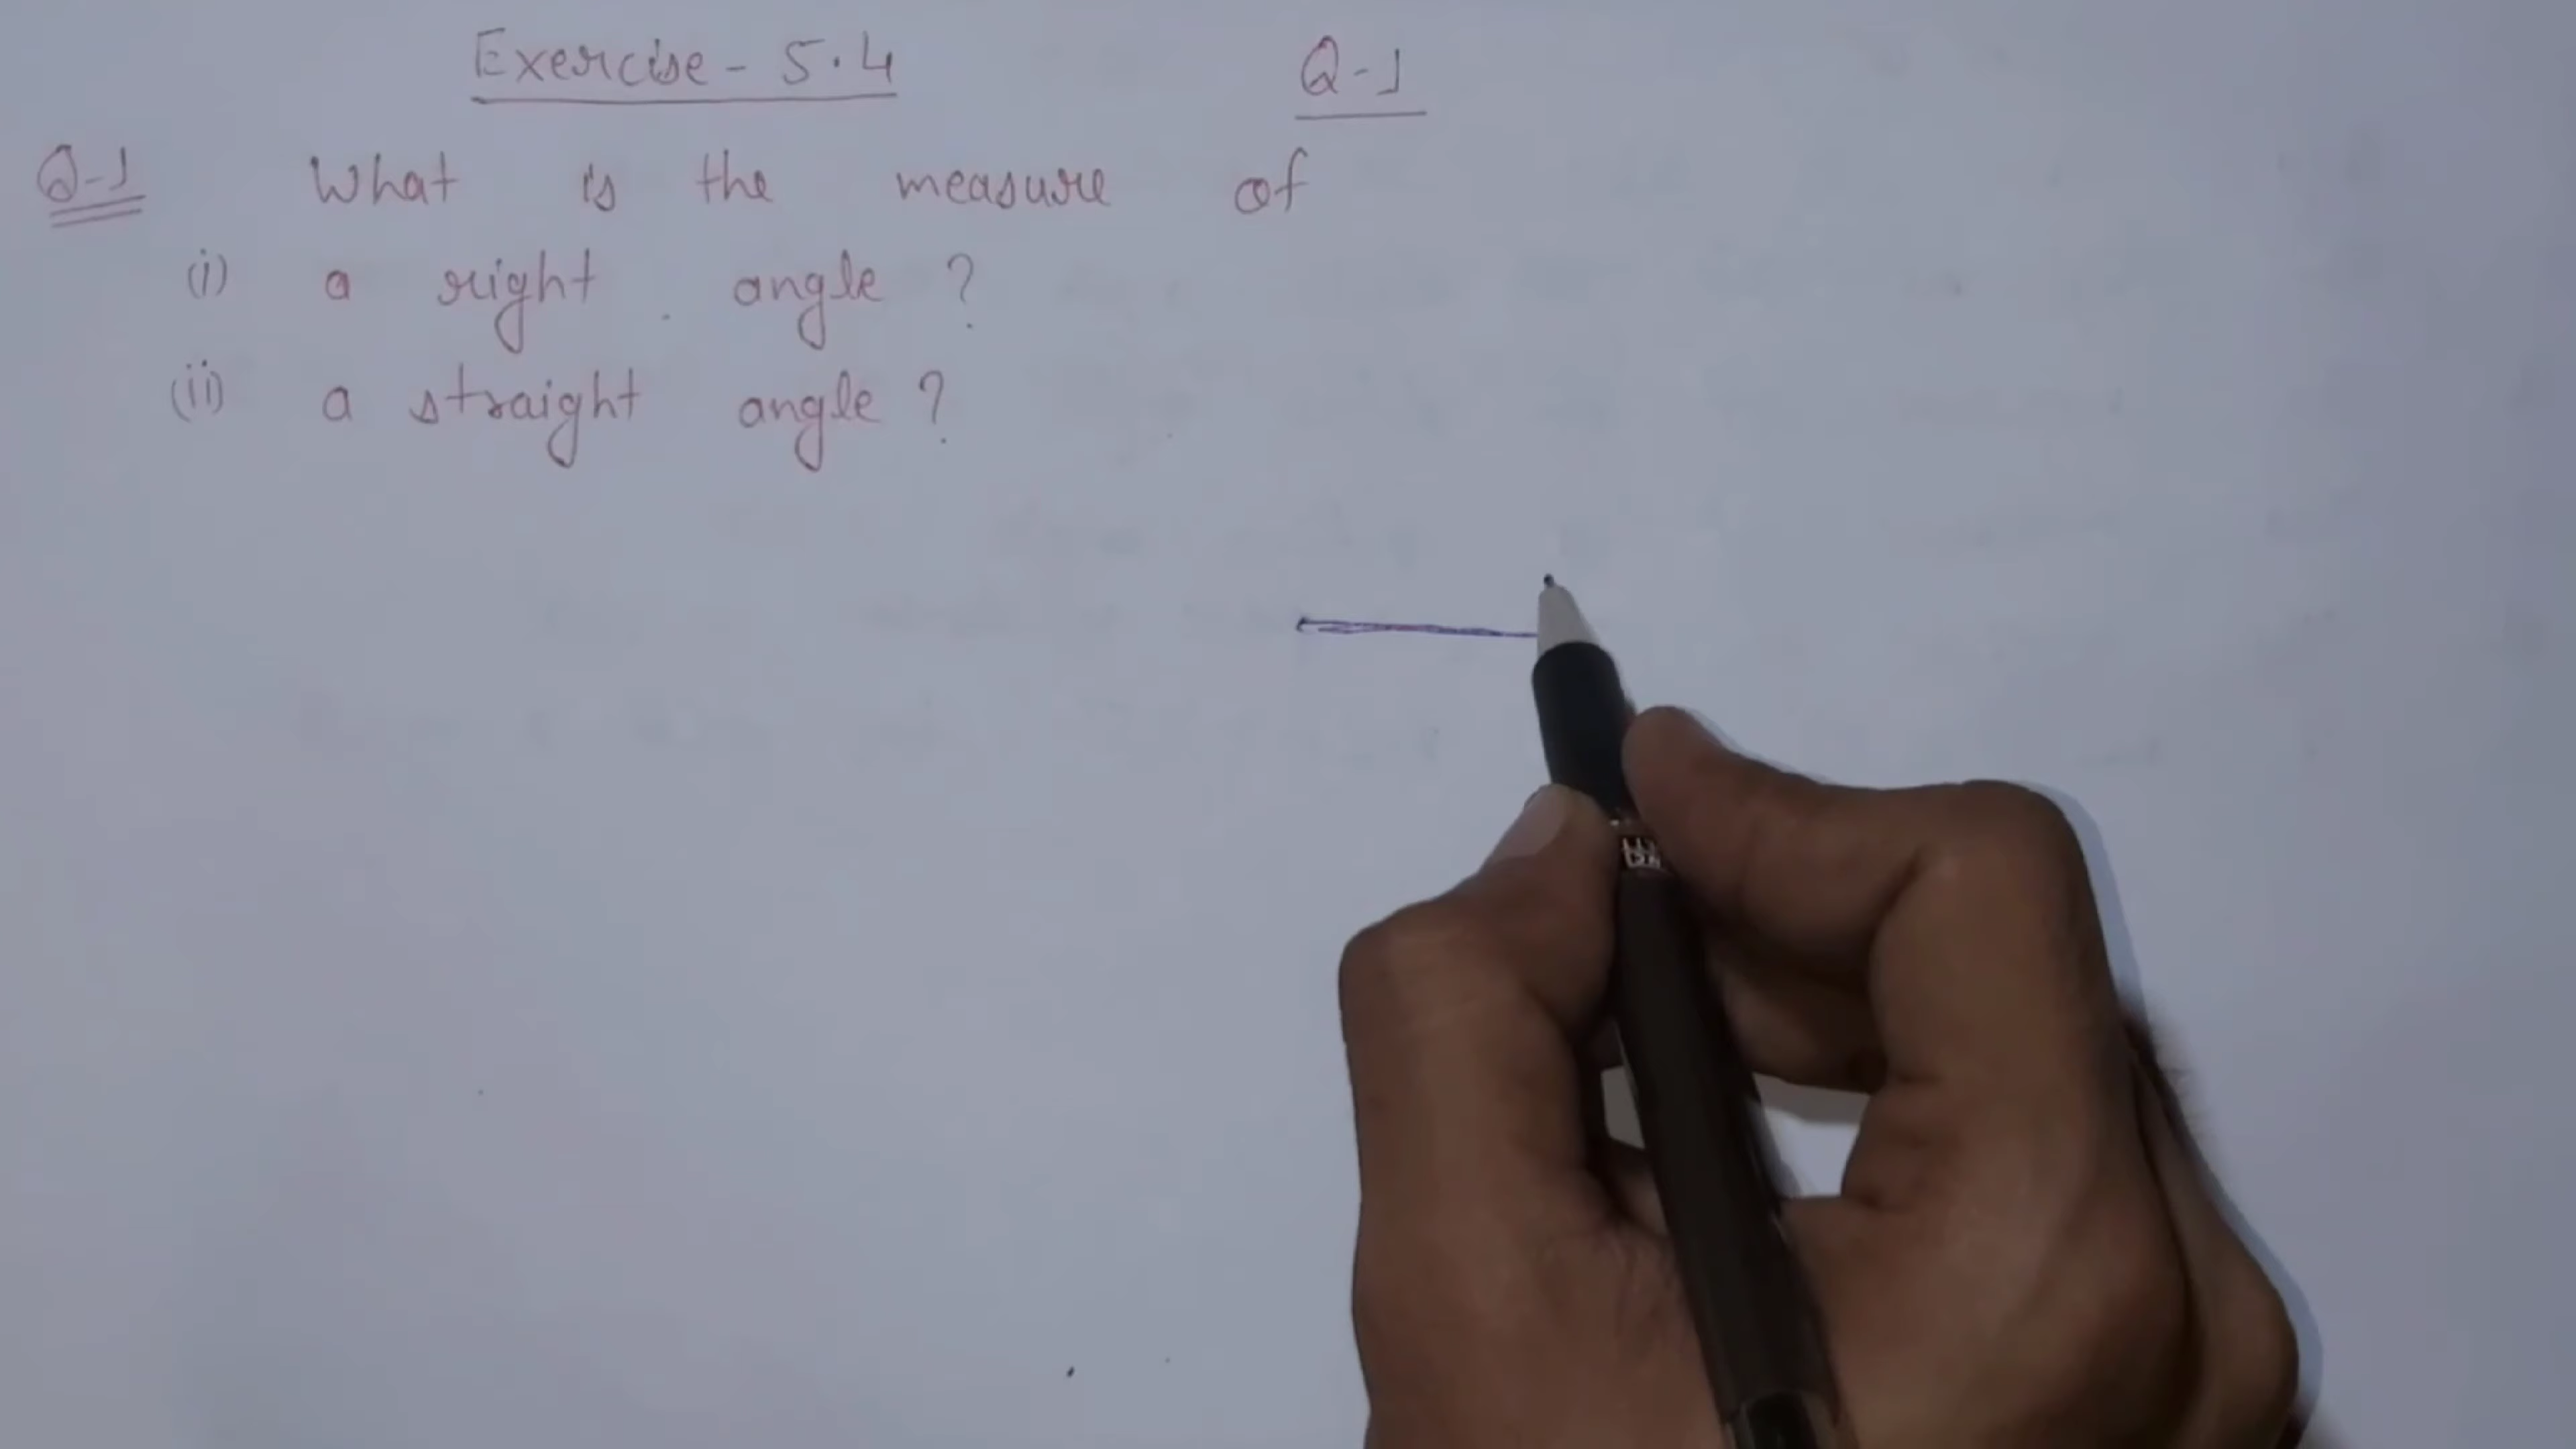 Exercise - 5.4 Q-1
Q-1 What is the measure of
(i) a right angle ?
(ii) a straight angle ?